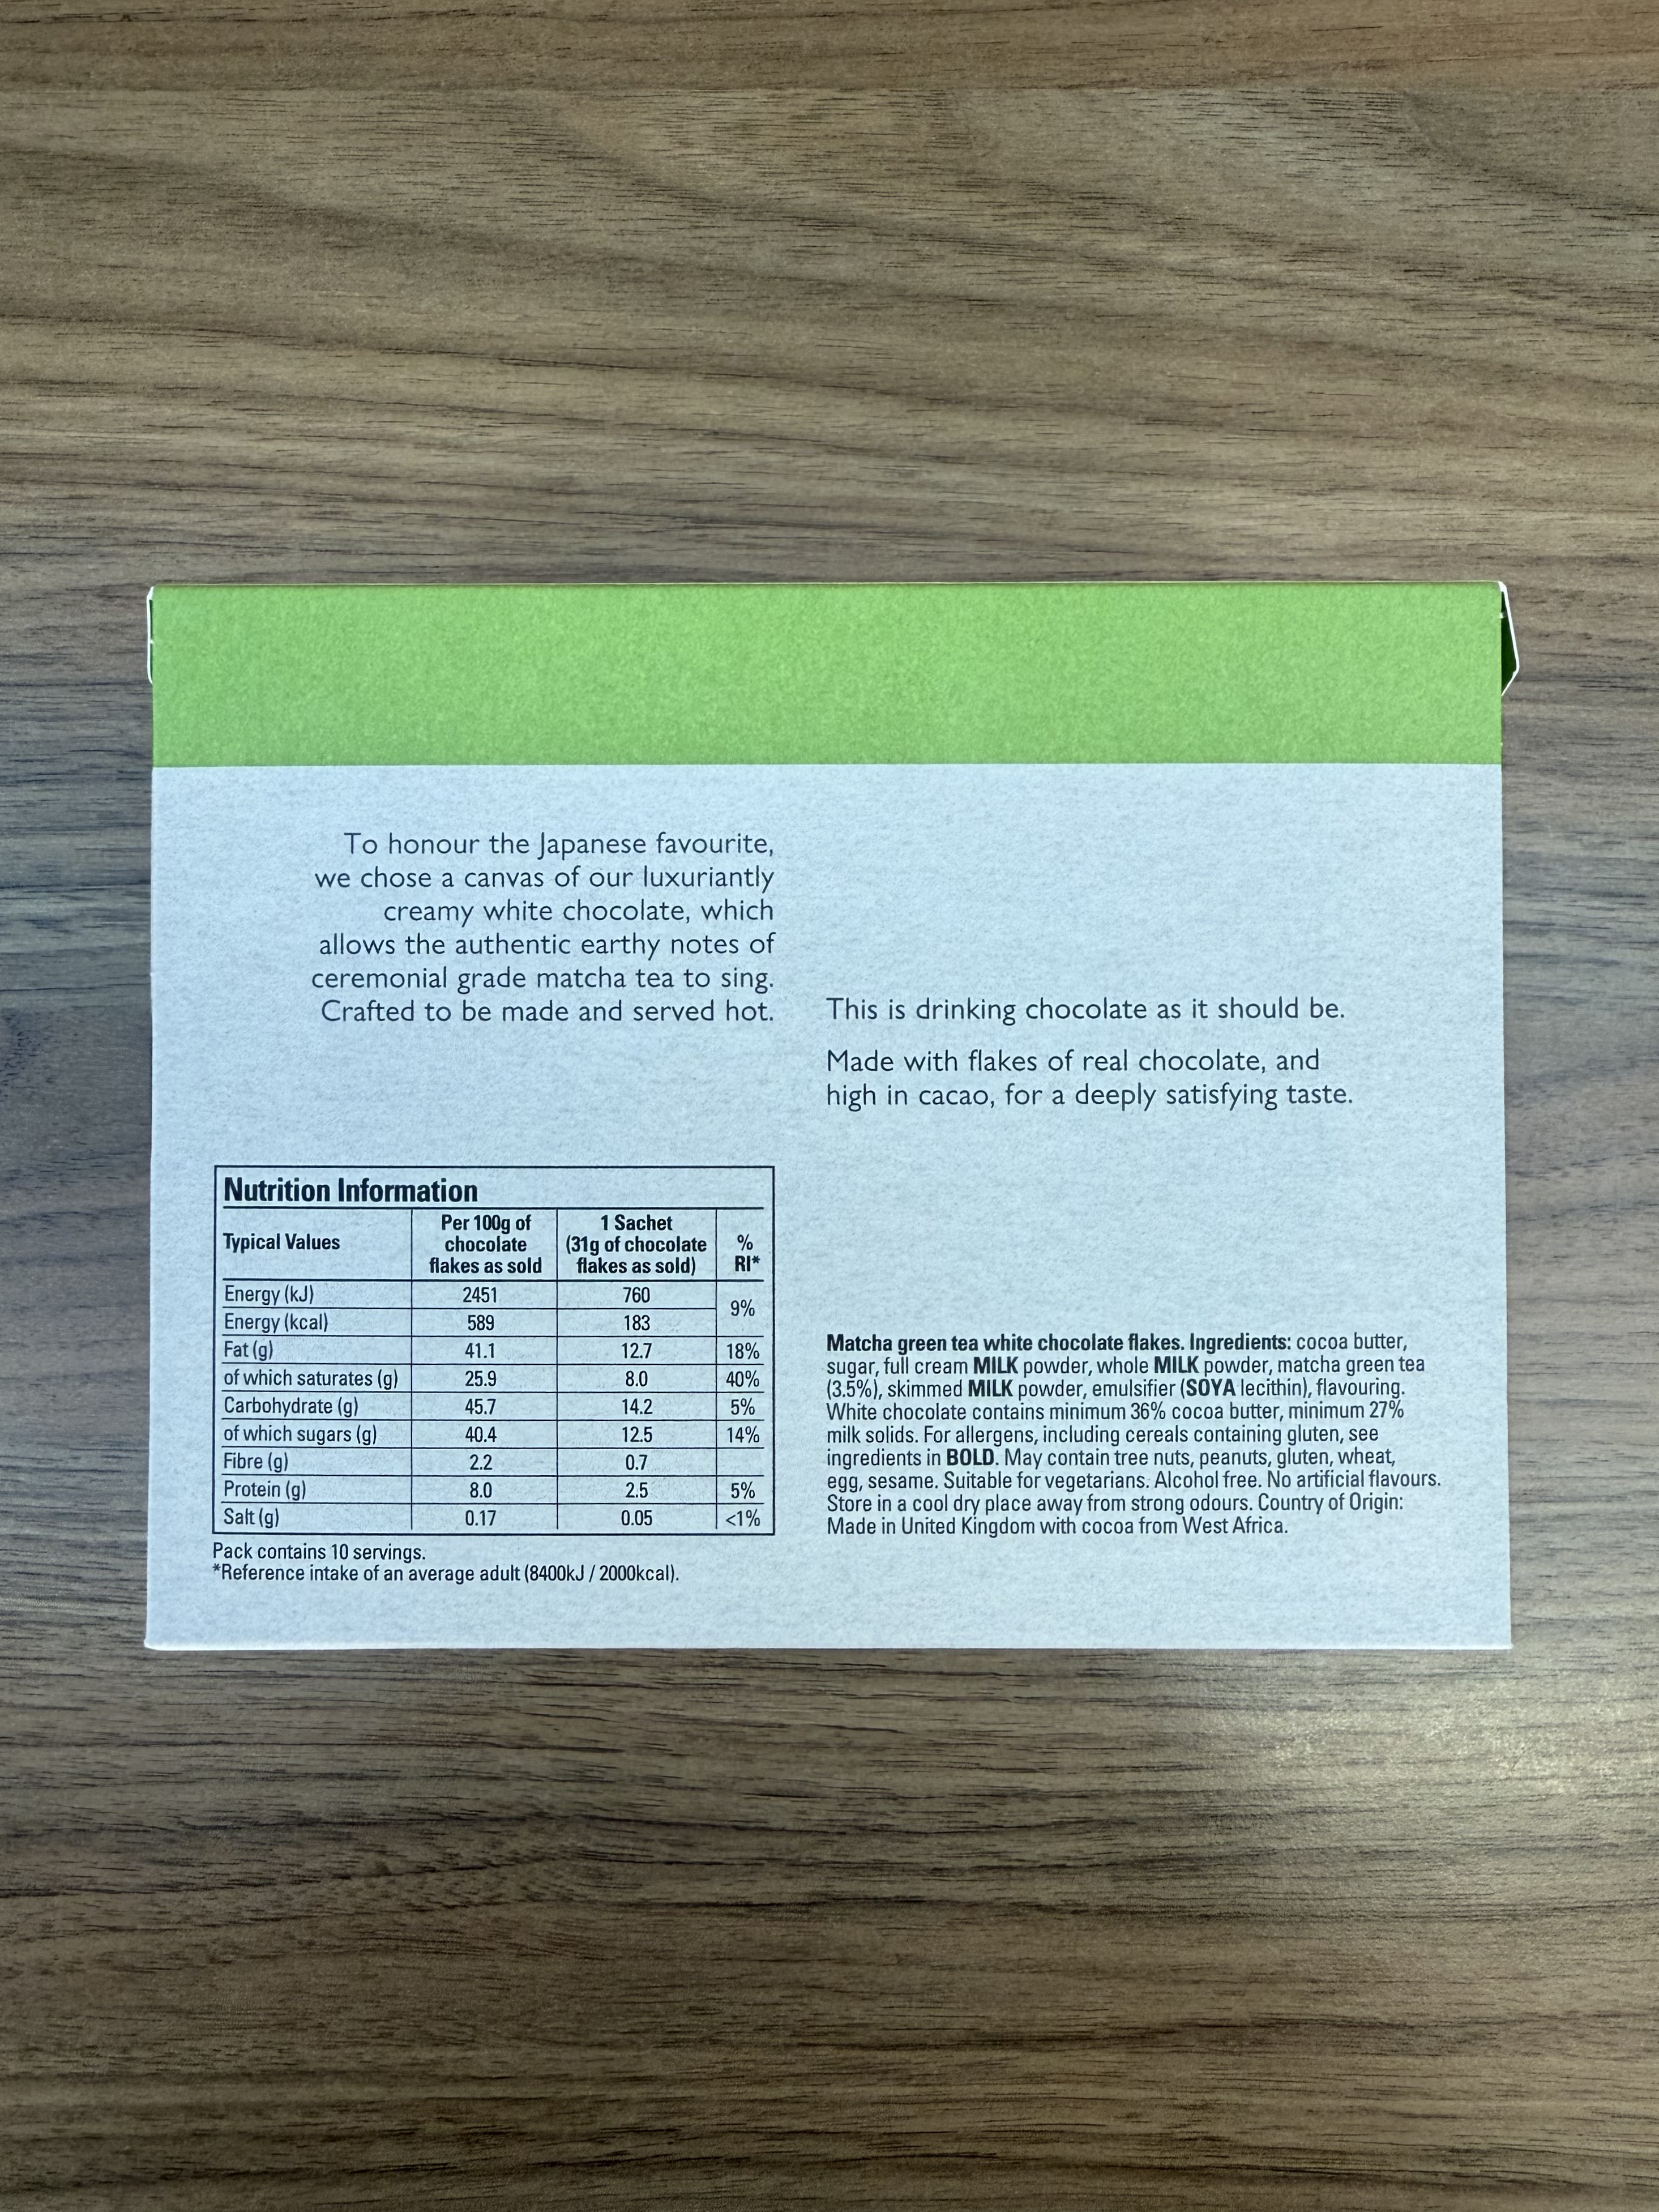 To honour the Japanese favourite,
we chose a canvas of our luxuriantly
creamy white chocolate, which
allows the authentic earthy notes of
ceremonial grade matcha tea to sing.
Crafted to be made and served hot.
This is drinking chocolate as it should be.
Made with flakes of real chocolate, and
high in cacao, for a deeply satisfying taste.
Nutrition Information
Typical Values Per 100g of chocolate flakes as sold 1 Sachet (31g of chocolate flakes as sold) % RI*
Energy (kJ) 2451 760 9%
Energy (kcal) 589 183
Fat (g) 41.1 12.7 18%
of which saturates (g) 25.9 8.0 40%
Carbohydrate (g) 45.7 14.2 5%
of which sugars (g) 40.4 12.5 14%
Fibre (g) 2.2 0.7
Protein (g) 8.0 2.5 5%
Salt (g) 0.17 0.05 <1%
Pack contains 10 servings.
*Reference intake of an average adult (8400kJ / 2000kcal).
Matcha green tea white chocolate flakes. Ingredients: cocoa butter,
sugar, full cream MILK powder, whole MILK powder, matcha green tea
(3.5%), skimmed MILK powder, emulsifier (SOYA lecithin), flavouring.
White chocolate contains minimum 36% cocoa butter, minimum 27%
milk solids. For allergens, including cereals containing gluten, see
ingredients in BOLD. May contain tree nuts, peanuts, gluten, wheat,
egg, sesame. Suitable for vegetarians. Alcohol free. No artificial flavours.
Store in a cool dry place away from strong odours. Country of Origin:
Made in United Kingdom with cocoa from West Africa.